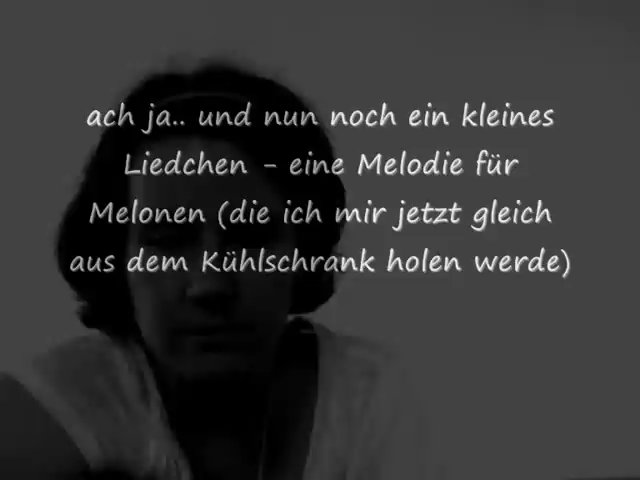 ach ja.. und nun noch ein kleines
Liedchen - eine Melodie für
Melonen (die ich mir jetzt gleich
aus dem Kühlschrank holen werde)